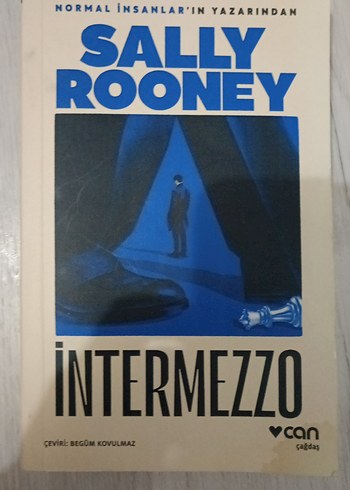 NORMAL İNSANLAR'IN YAZARINDAN
SALLY
ROONEY
İNTERMEZZO
can
çağdaş
ÇEVİRİ: BEGÜM KOVULMAZ